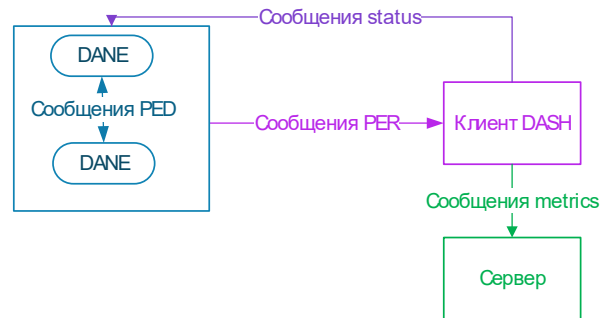 Сообщения status
DANE
Сообщения PED
DANE
Сообщения PER
Клиент DASH
Сообщения metrics
Сервер